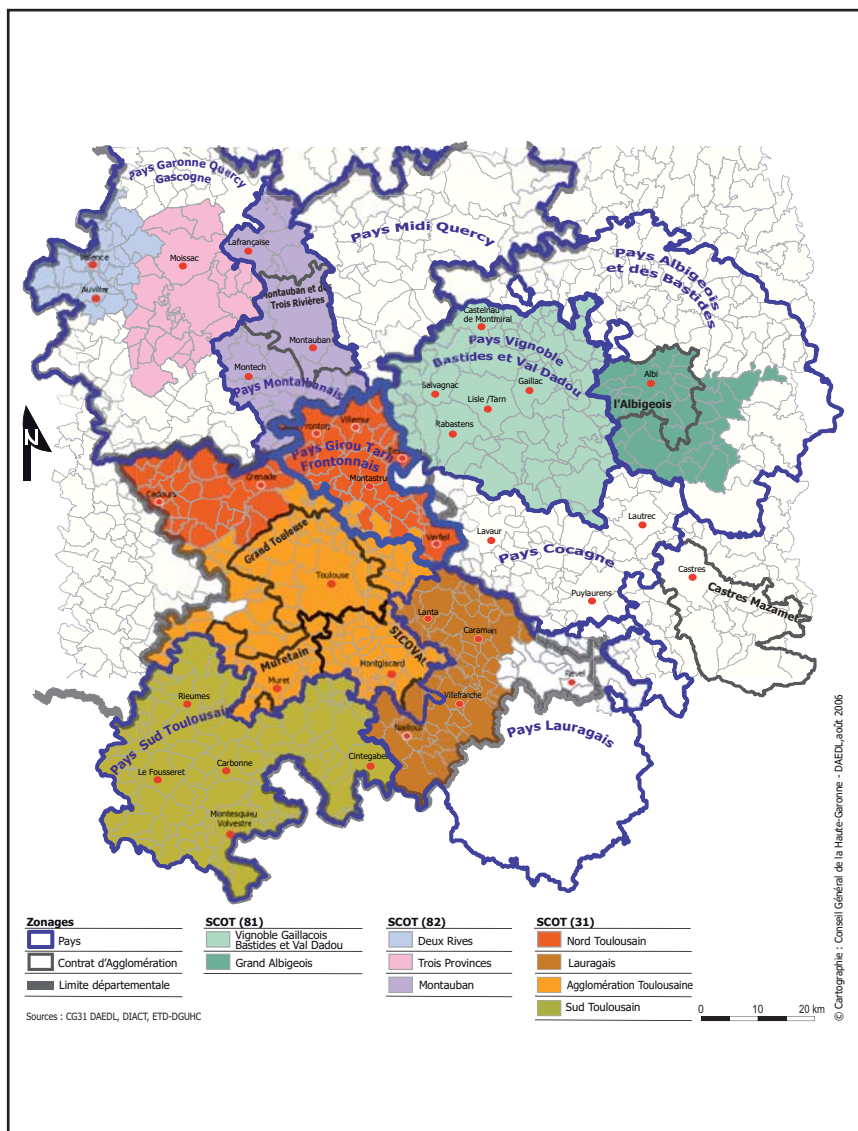 Pays Garonne Quercy
Gascogne
Pays Midi Quercy
Pays Albigeois
et des Bastides
Lafrançaise
Moissac
Valence
Auvillar
Montauban et des
Trois Rivières
Castelnau
de Montmiral
Pays Vignoble
Bastides et Val Dadou
Montauban
Montech
Pays Montalbanais
Salvagnac
Gaillac
Albi
Lisle /Tarn
l'Albigeois
Rabastens
Villemur
Fronton
Pays Girou Tarn
Frontonnais
Montastruc
Grenade
Cadours
Verfeil
Lautrec
Lavaur
Pays Cocagne
Grand Toulouse
Toulouse
Castres
Puylaurens
Castres Mazamet
Lanta
Caraman
SICOVAL
Muretain
Montgiscard
Muret
Revel
Rieumes
Villefranche
Pays Sud Toulousain
Nailloux
Pays Lauragais
Cintegabelle
Carbonne
Le Fousseret
Montesquieu
Volvestre
N
Zonages
Pays
Contrat d'Agglomération
Limite départementale
SCOT (81)
Vignoble Gaillacois
Bastides et Val Dadou
Grand Albigeois
SCOT (82)
Deux Rives
Trois Provinces
Montauban
SCOT (31)
Nord Toulousain
Lauragais
Agglomération Toulousaine
Sud Toulousain
Sources : CG31 DAEDL, DIACT, ETD-DGUHC
0 10 20 km
© Cartographie : Conseil Général de la Haute-Garonne - DAEDL,août 2006